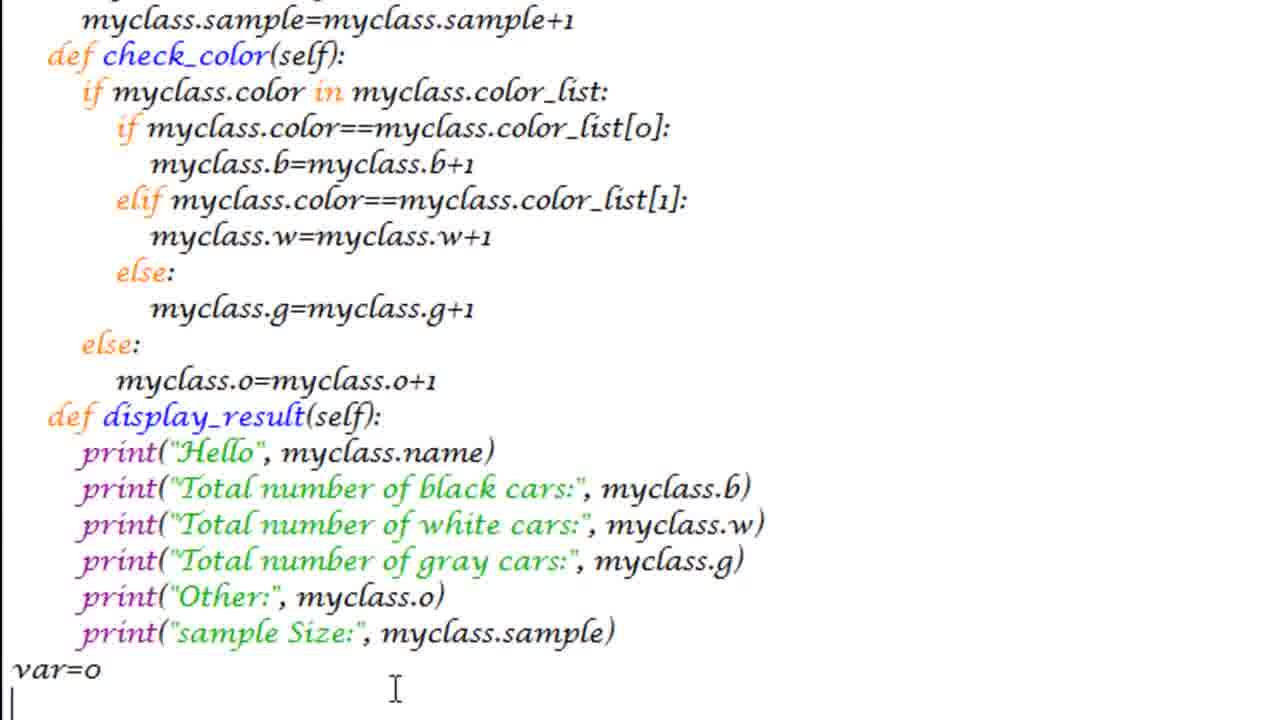 myclass.sample=myclass.sample+1
def check_color(self):
if myclass.color in myclass.color_list:
if myclass.color==myclass.color_list[0]:
myclass.b=myclass.b+1
elif myclass.color==myclass.color_list[1]:
myclass.w=myclass.w+1
else:
myclass.g=myclass.g+1
else:
myclass.o=myclass.o+1
def display_result(self):
print("Hello", myclass.name)
print("Total number of black cars:", myclass.b)
print("Total number of white cars:", myclass.w)
print("Total number of gray cars:", myclass.g)
print("Other:", myclass.o)
print("sample Size:", myclass.sample)
var=0